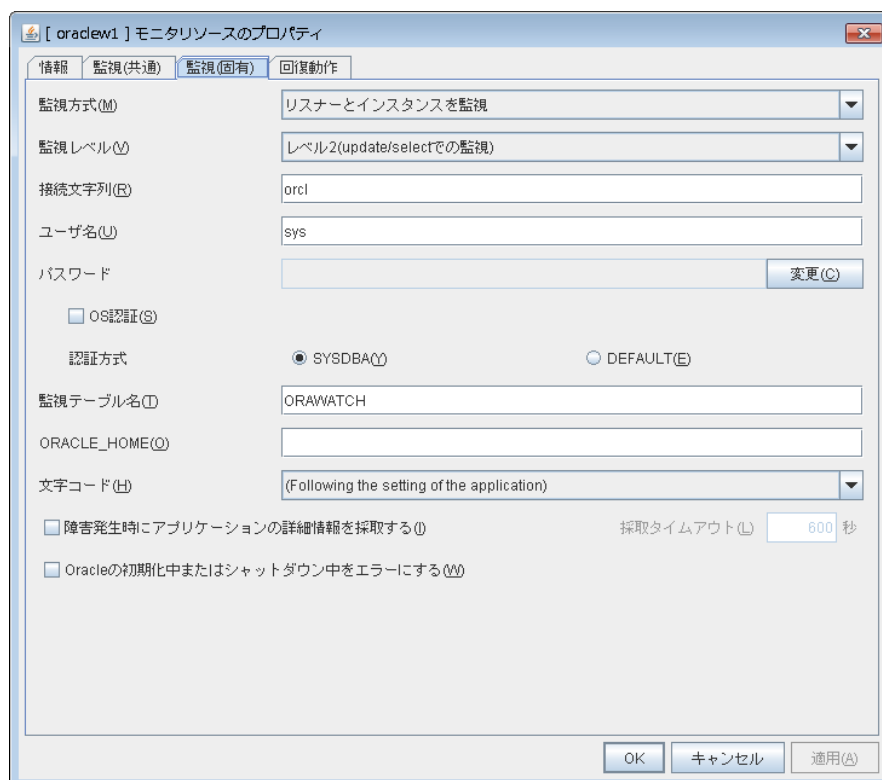 [ oraclew1 ] モニタリソースのプロパティ
情報 監視(共通) 監視(固有) 回復動作
監視方式(M) リスナーとインスタンスを監視
監視レベル(V) レベル2(update/selectでの監視)
接続文字列(R) orcl
ユーザ名(U) sys
パスワード 変更(C)
OS認証(S)
認証方式 SYSDBA(Y) DEFAULT(E)
監視テーブル名(T) ORAWATCH
ORACLE_HOME(O)
文字コード(H) (Following the setting of the application)
障害発生時にアプリケーションの詳細情報を採取する(I) 採取タイムアウト(L) 600 秒
Oracleの初期化中またはシャットダウン中をエラーにする(W)
OK キャンセル 適用(A)